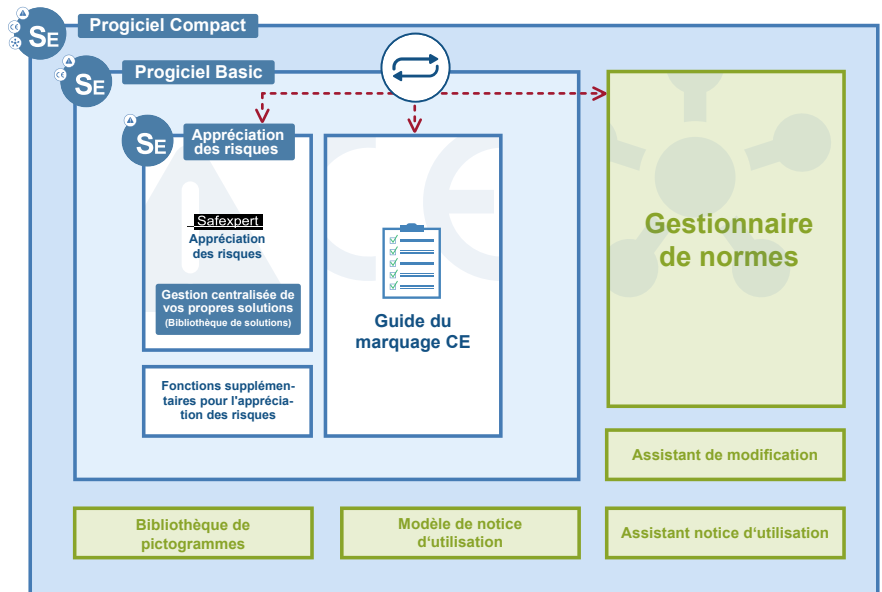 SE
Progiciel Compact
SE
Progiciel Basic
SE
Appréciation
des risques
Safexpert
Appréciation
des risques
Gestion centralisée de
vos propres solutions
(Bibliothèque de solutions)
Fonctions supplémen-
taires pour l'apprécia-
tion des risques
Guide du
marquage CE
Gestionnaire
de normes
Assistant de modification
Bibliothèque de
pictogrammes
Modèle de notice
d‘utilisation
Assistant notice d‘utilisation